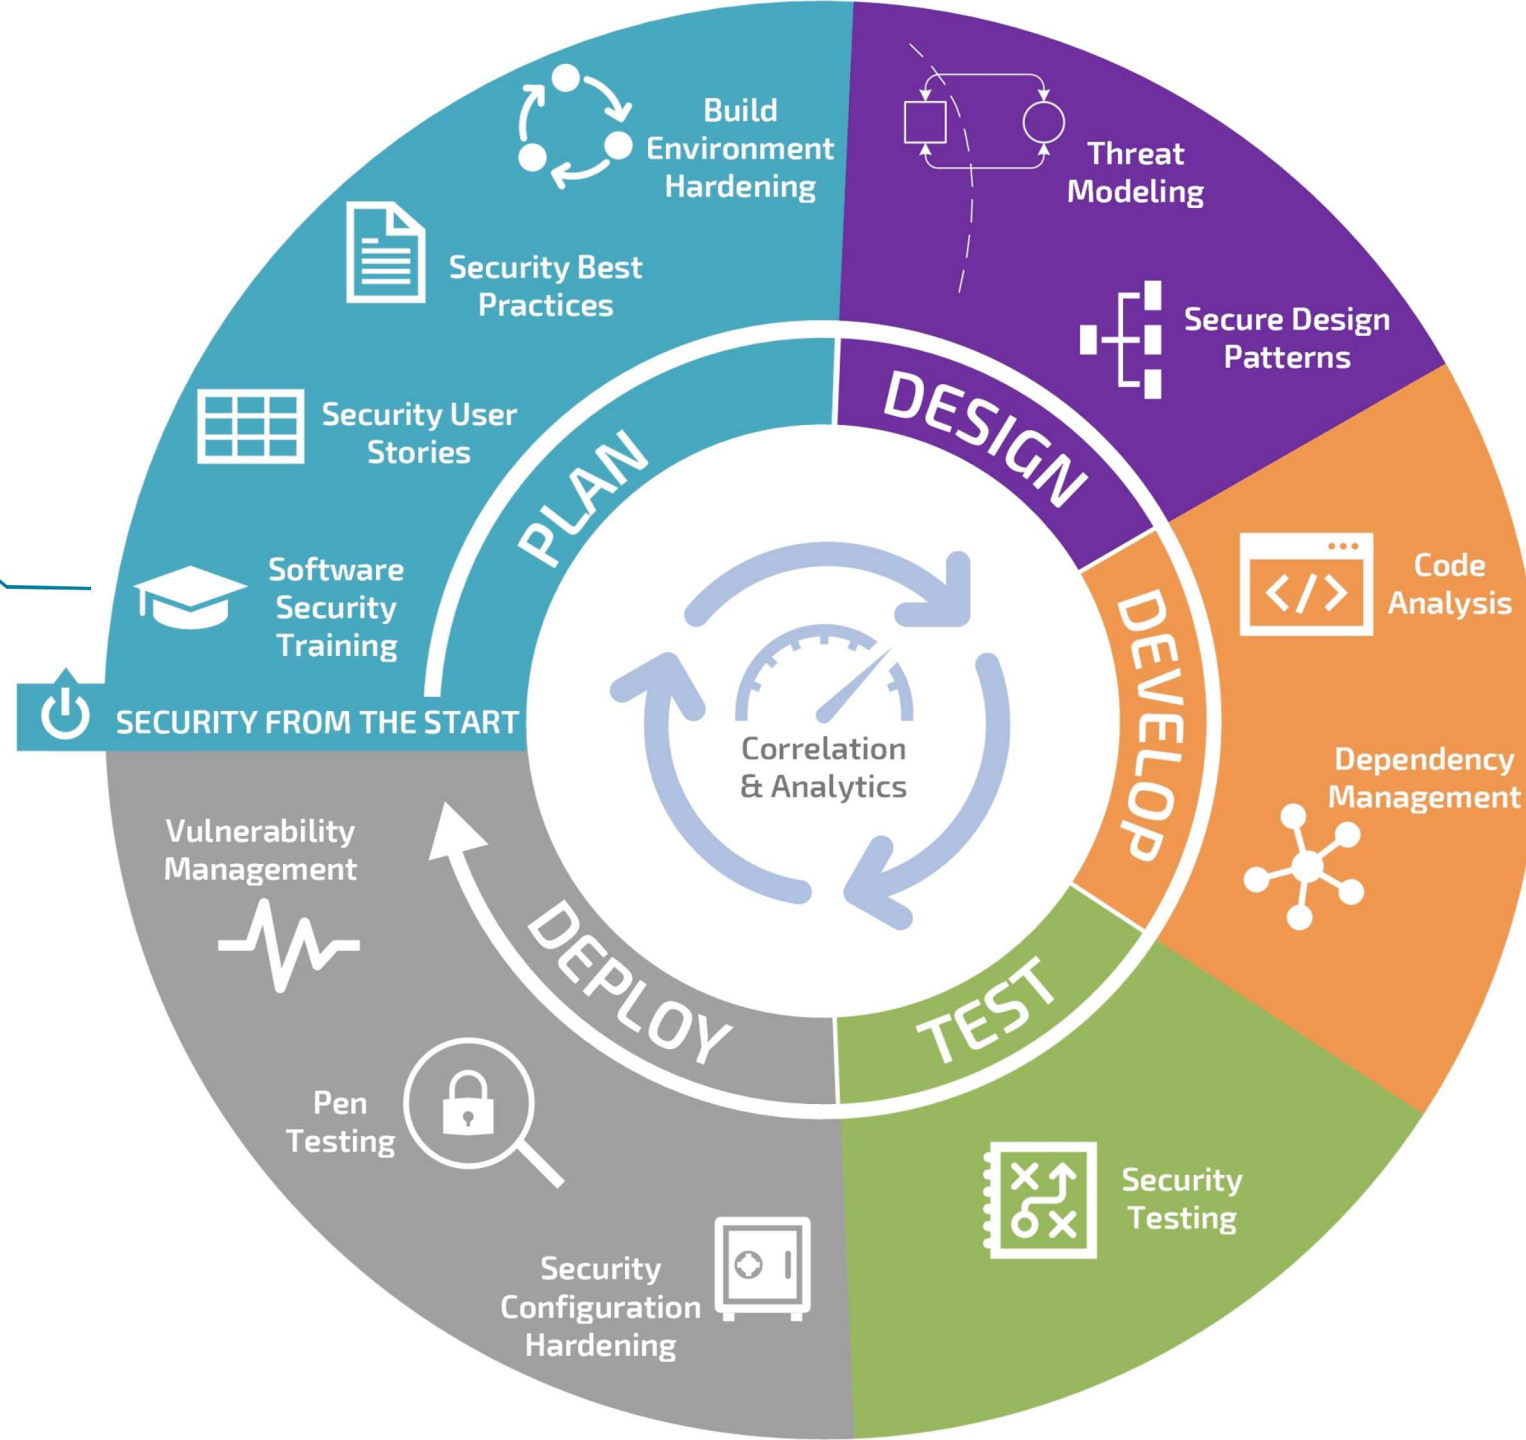 Build
Environment
Hardening
Security Best
Practices
Security User
Stories
Software
Security
Training
SECURITY FROM THE START
PLAN
Threat
Modeling
Secure Design
Patterns
DESIGN
Code
Analysis
Dependency
Management
DEVELOP
Security
Testing
TEST
Security
Configuration
Hardening
Pen
Testing
Vulnerability
Management
DEPLOY
Correlation
& Analytics